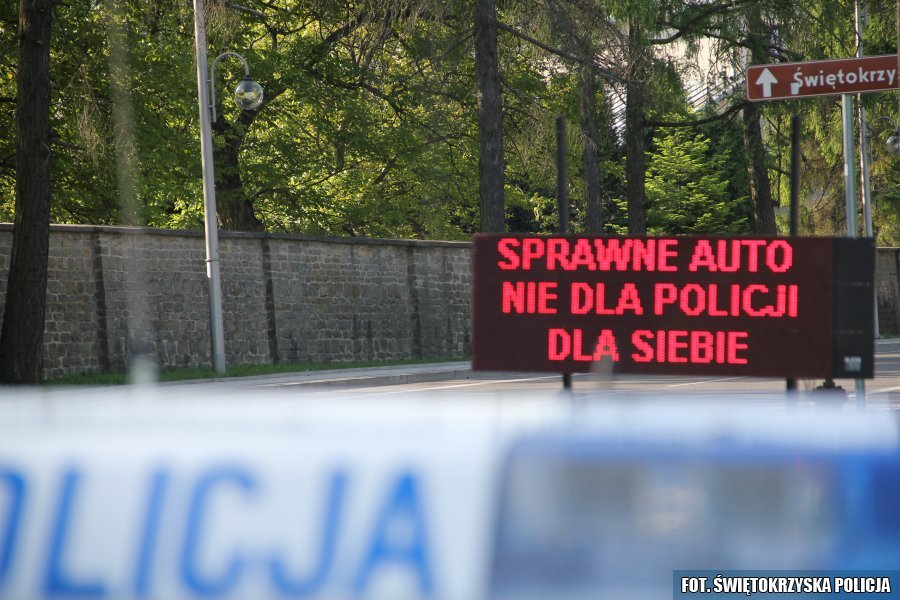 Świętokrzy
SPRAWNE AUTO
NIE DLA POLICJI
DLA SIEBIE
OLICJA
FOT. ŚWIĘTOKRZYSKA POLICJA